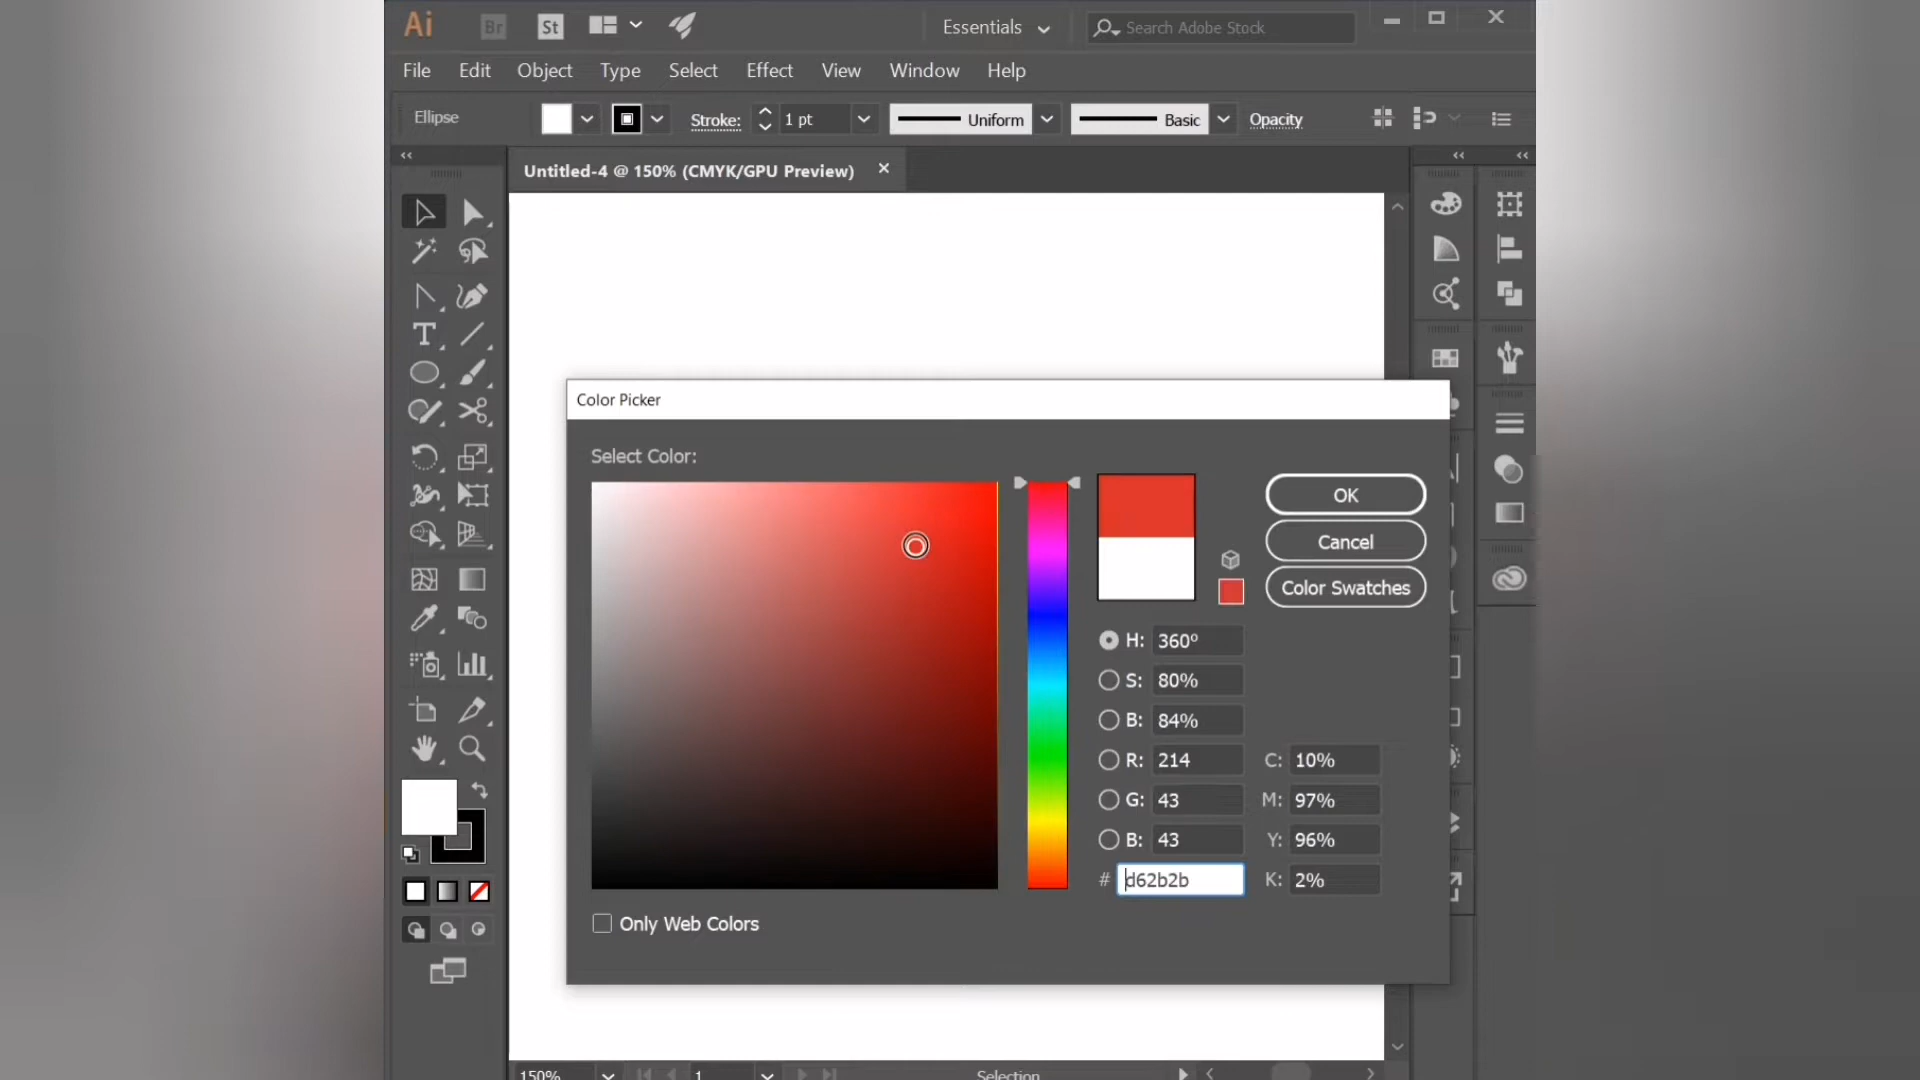 Ai
Br
St
Essentials
Search Adobe Stock
File Edit Object Type Select Effect View Window Help
Ellipse
Stroke: 1 pt
Uniform
Basic
Opacity
Untitled-4 @ 150% (CMYK/GPU Preview)
Color Picker
Select Color:
OK
Cancel
Color Swatches
H: 360º
S: 80%
B: 84%
R: 214
G: 43
B: 43
# d62b2b
C: 10%
M: 97%
Y: 96%
K: 2%
Only Web Colors
150%
1
Selection